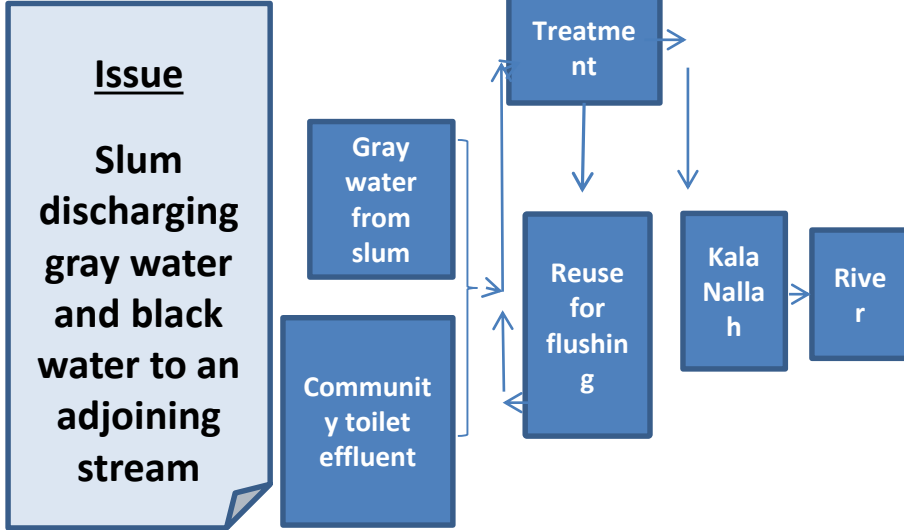 Issue
Slum
discharging
gray water
and black
water to an
adjoining
stream
Treatme
nt
Gray
water
from
slum
Communit
y toilet
effluent
Reuse
for
flushin
g
Kala
Nalla
h
Rive
r